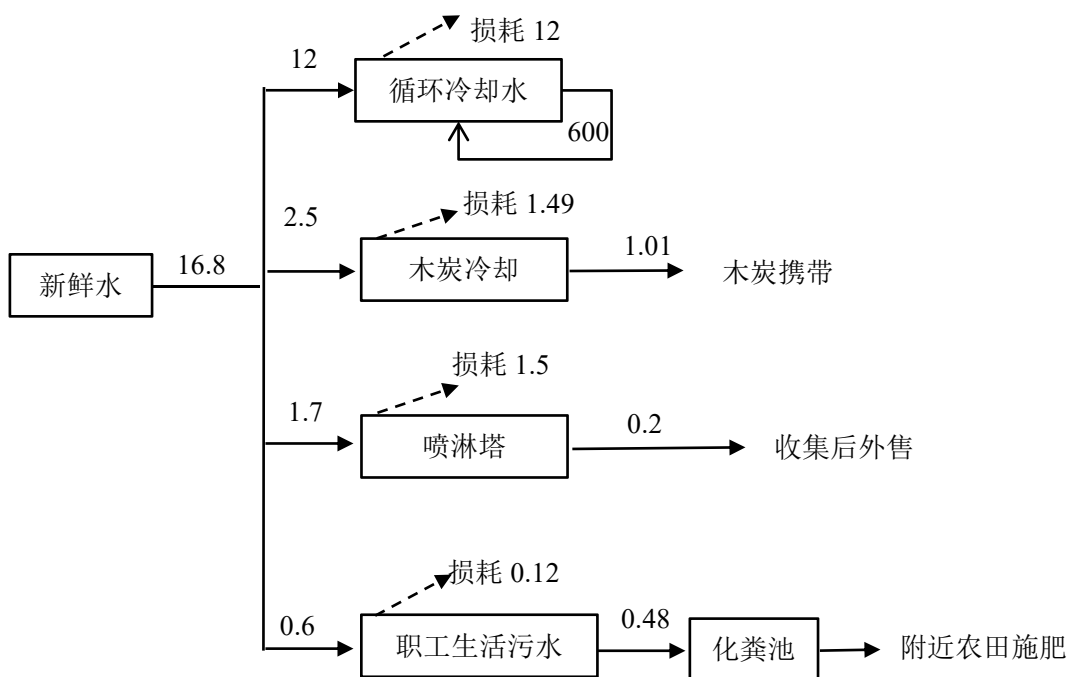 损耗 12
12
循环冷却水
600
损耗 1.49
2.5
木炭冷却
1.01
木炭携带
新鲜水
16.8
损耗 1.5
1.7
喷淋塔
0.2
收集后外售
损耗 0.12
0.6
职工生活污水
0.48
化粪池
附近农田施肥